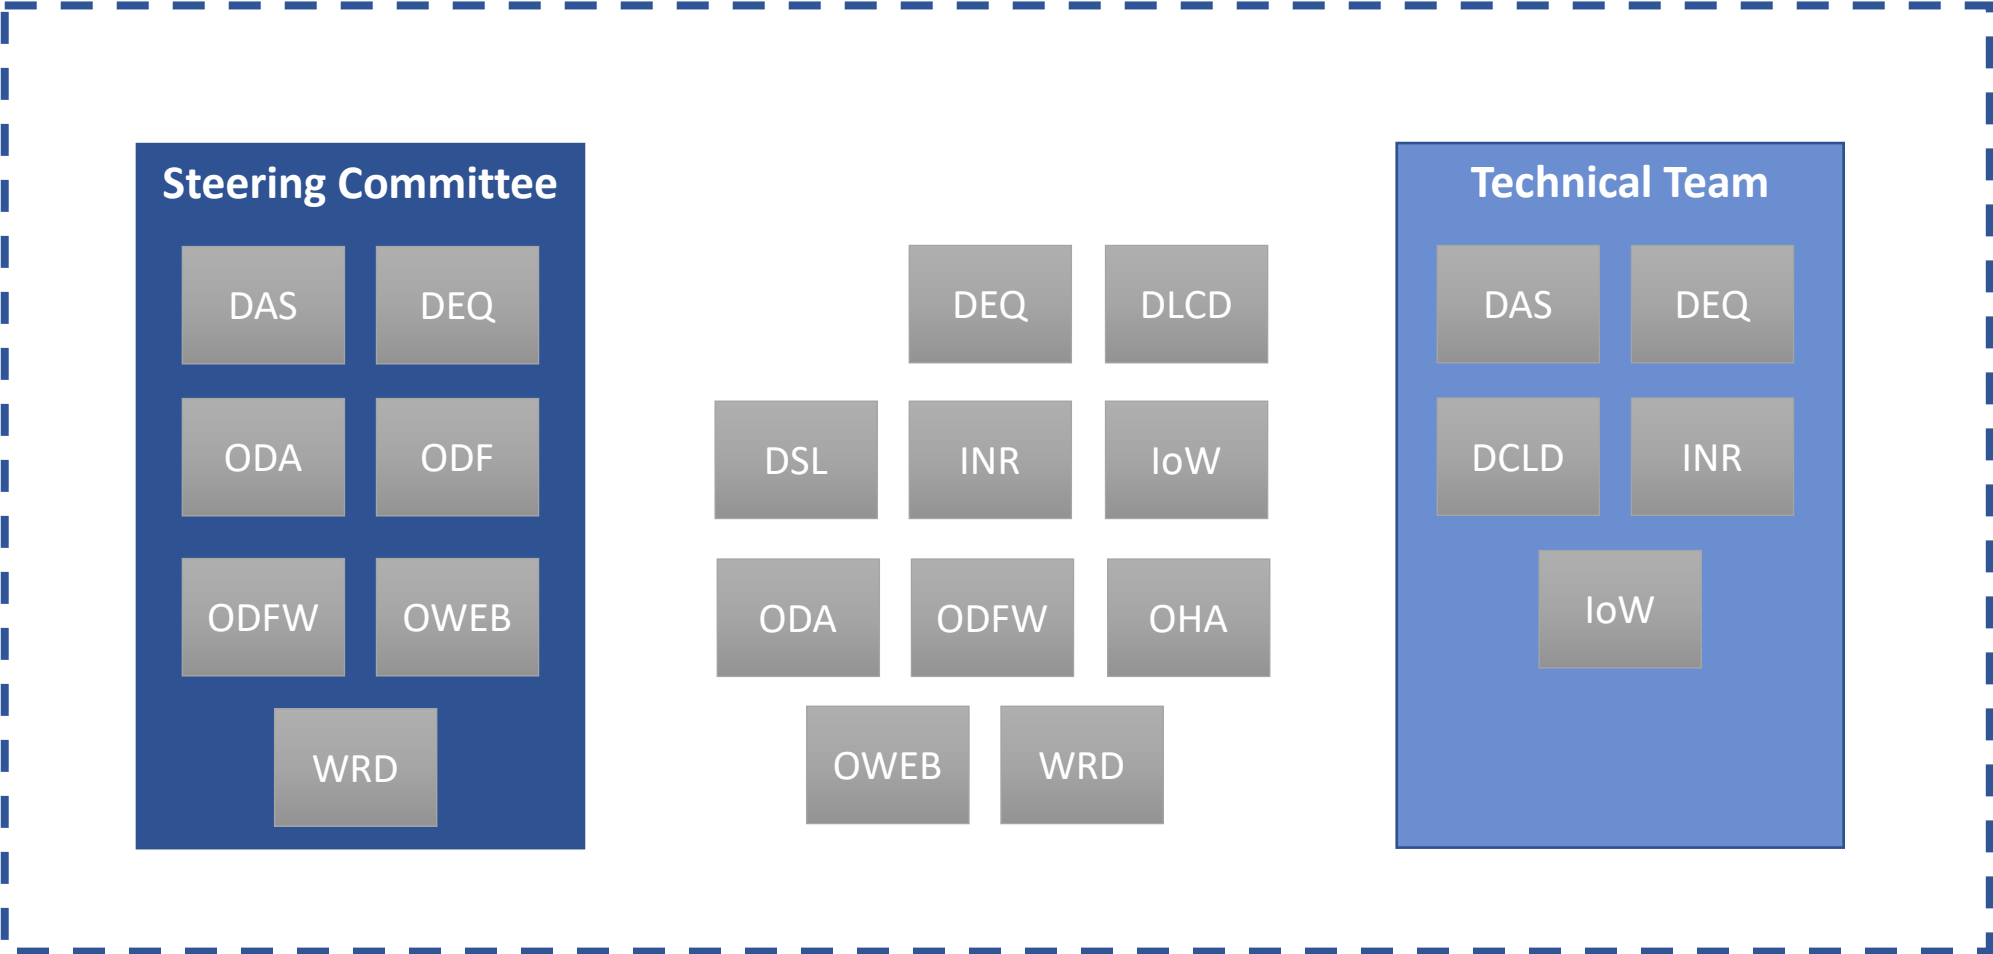 Steering Committee
DAS DEQ
ODA ODF
ODFW OWEB
WRD
DEQ DLCD
DSL INR IoW
ODA ODFW OHA
OWEB WRD
Technical Team
DAS DEQ
DCLD INR
IoW